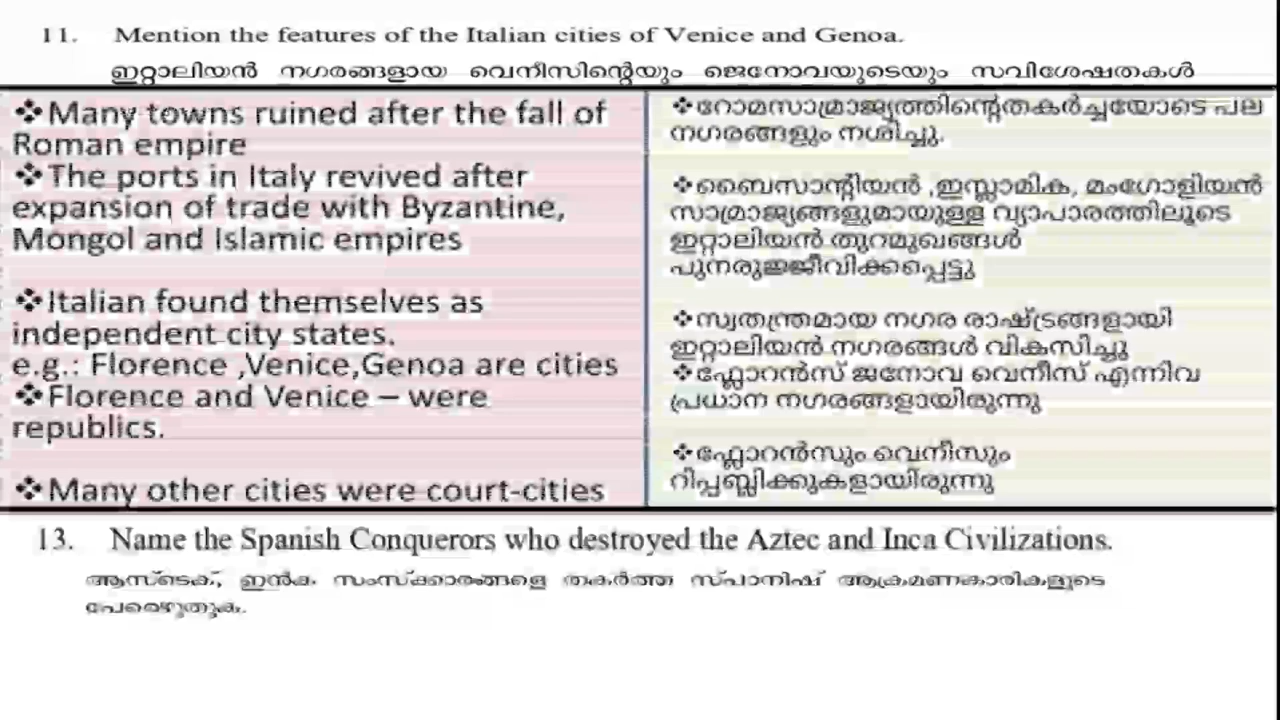 11. Mention the features of the Italian cities of Venice and Genoa.
ഇറ്റാലിയൻ നഗരങ്ങളായ വെനീസിന്റെയും ജെനോവയുടെയും സവിശേഷതകൾ
❖Many towns ruined after the fall of
Roman empire
❖The ports in Italy revived after
expansion of trade with Byzantine,
Mongol and Islamic empires
❖Italian found themselves as
independent city states.
e.g.: Florence ,Venice,Genoa are cities
❖Florence and Venice – were
republics.
❖Many other cities were court-cities
❖റോമസാമ്രാജ്യത്തിന്റെതകർച്ചയോടെ പല
നഗരങ്ങളും നശിച്ചു.
❖ബൈസാന്റിയൻ ,ഇസ്ലാമിക, മംഗോളിയൻ
സാമ്രാജ്യങ്ങളുമായുള്ള വ്യാപാരത്തിലൂടെ
ഇറ്റാലിയൻ തുറമുഖങ്ങൾ
പുനരുജ്ജീവിക്കപ്പെട്ടു
❖സ്വതന്ത്രമായ നഗര രാഷ്ട്രങ്ങളായി
ഇറ്റാലിയൻ നഗരങ്ങൾ വികസിച്ചു
❖ഫ്ലോറൻസ് ജനോവ വെനീസ് എന്നിവ
പ്രധാന നഗരങ്ങളായിരുന്നു
❖ഫ്ലോറൻസും വെനീസും
റിപ്പബ്ലിക്കുകളായിരുന്നു
13. Name the Spanish Conquerors who destroyed the Aztec and Inca Civilizations.
ആസ്ടെക്, ഇൻക സംസ്ക്കാരങ്ങളെ തകർത്ത സ്പാനിഷ് ആക്രമണകാരികളുടെ
പേരെഴുതുക.